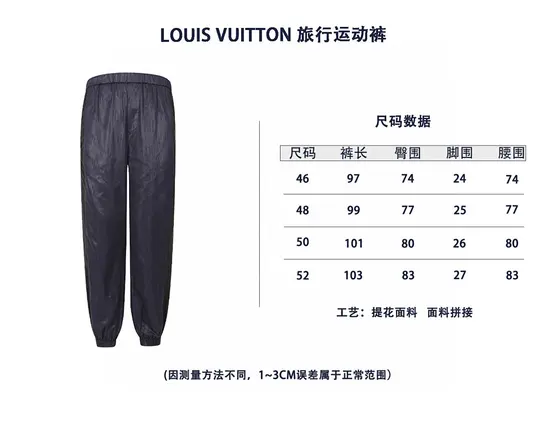 LOUIS VUITTON 旅行运动裤
尺码数据
尺码 裤长 臀围 脚围 腰围
46 97 74 24 74
48 99 77 25 77
50 101 80 26 80
52 103 83 27 83
工艺：提花面料 面料拼接
(因测量方法不同，1~3CM误差属于正常范围）